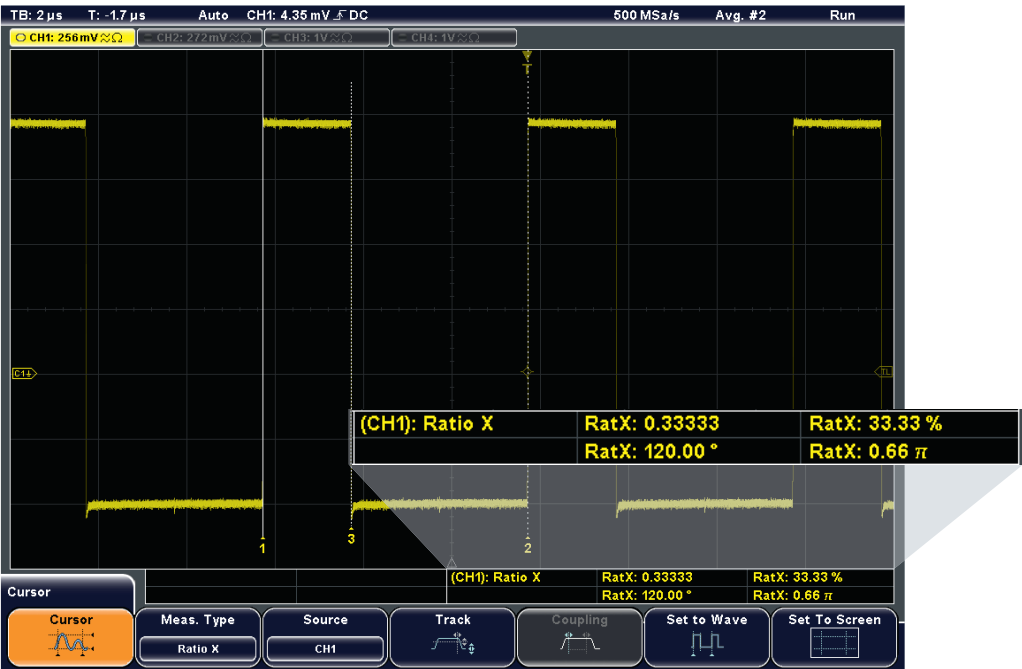 TB: 2 µs T: -1.7 µs Auto CH1: 4.35 mV DC 500 MSa/s Avg. #2 Run
CH1: 256mV≂Ω CH2: 272mV≂Ω CH3: 1V≂Ω CH4: 1V≂Ω
T
C1
TL
(CH1): Ratio X RatX: 0.33333 RatX: 33.33 %
RatX: 120.00 ° RatX: 0.66 π
1 3 2
(CH1): Ratio X RatX: 0.33333 RatX: 33.33 %
RatX: 120.00 ° RatX: 0.66 π
Cursor
Cursor Meas. Type Source Track Coupling Set to Wave Set To Screen
Ratio X CH1